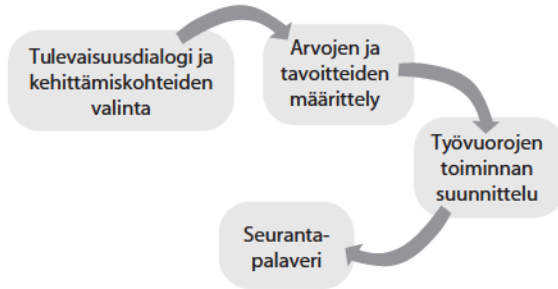 Tulevaisuusdialogi ja
kehittämiskohteiden
valinta
Arvojen ja
tavoitteiden
määrittely
Työvuorojen
toiminnan
suunnittelu
Seuranta-
palaveri